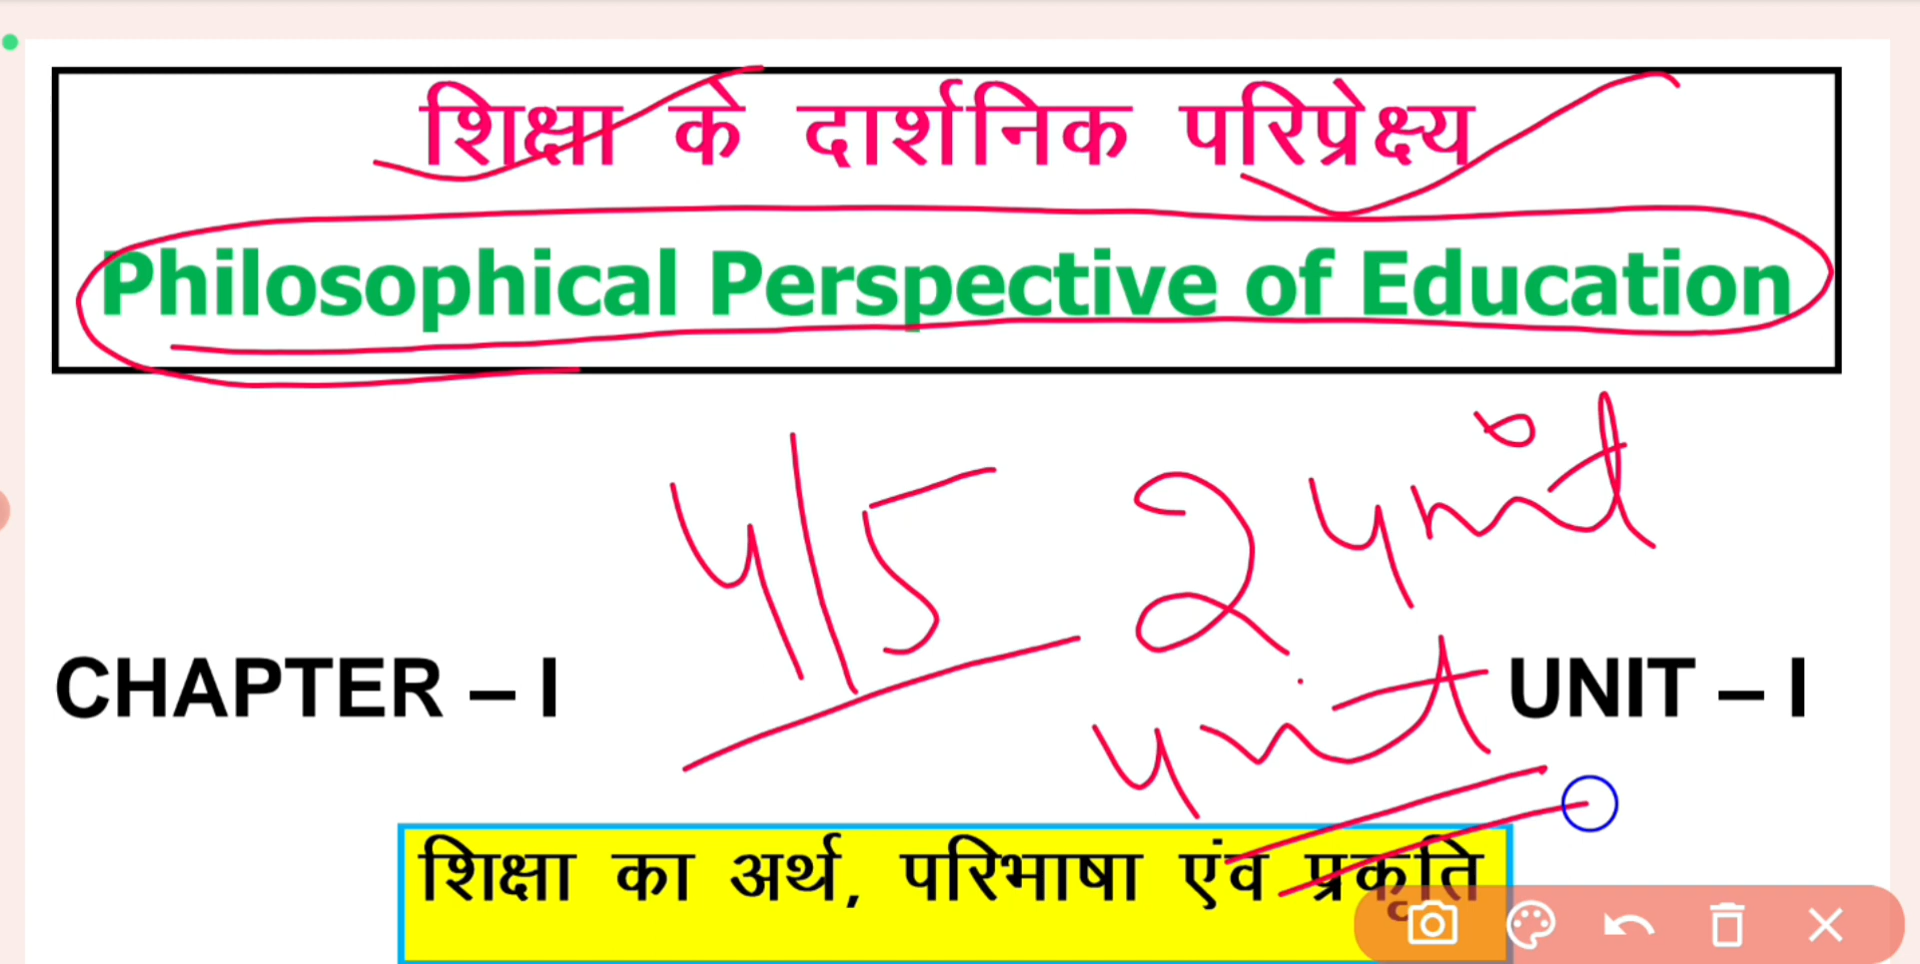 शिक्षा के दार्शनिक परिप्रेक्ष्य
Philosophical Perspective of Education
4/5 2 unit
CHAPTER – I unit UNIT – I
शिक्षा का अर्थ, परिभाषा एंव प्रकृति